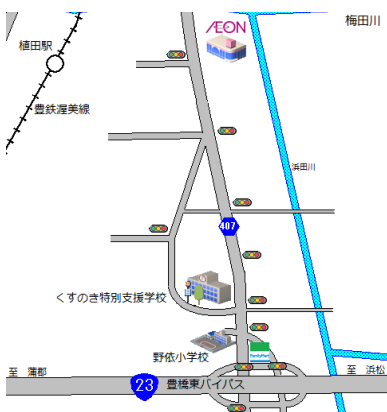 ÆON
梅田川
植田駅
豊鉄渥美線
浜田川
407
くすのき特別支援学校
野依小学校
FamilyMart
至 蒲郡
至 浜松
23
豊橋東バイパス